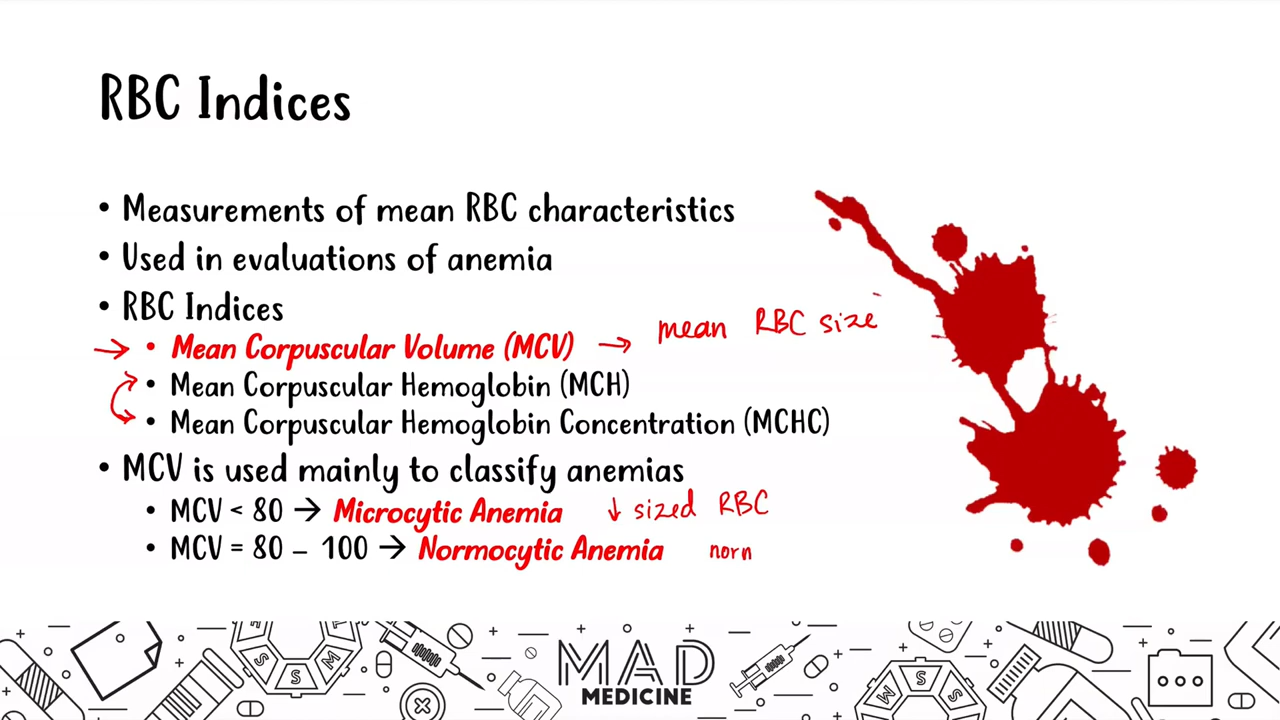 RBC Indices
• Measurements of mean RBC characteristics
• Used in evaluations of anemia
• RBC Indices
→ • Mean Corpuscular Volume (MCV) → mean RBC size
• Mean Corpuscular Hemoglobin (MCH)
• Mean Corpuscular Hemoglobin Concentration (MCHC)
• MCV is used mainly to classify anemias
• MCV < 80 → Microcytic Anemia ↓ sized RBC
• MCV = 80 – 100 → Normocytic Anemia norn
S S M M S S
MAD
MEDICINE